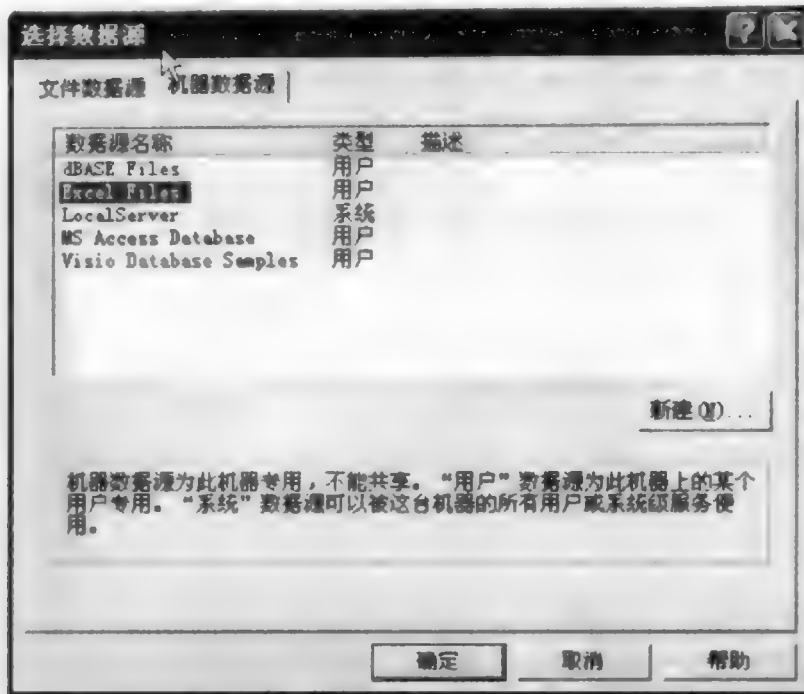 选择数据源
文件数据源 机器数据源
数据源名称 类型 描述
dBASE Files 用户
Excel Files 用户
LocalServer 系统
MS Access Database 用户
Visio Database Samples 用户
新建(N)...
机器数据源为此机器专用，不能共享。“用户”数据源为此机器上的某个
用户专用。“系统”数据源可以被这台机器的所有用户或系统级服务使
用。
确定 取消 帮助